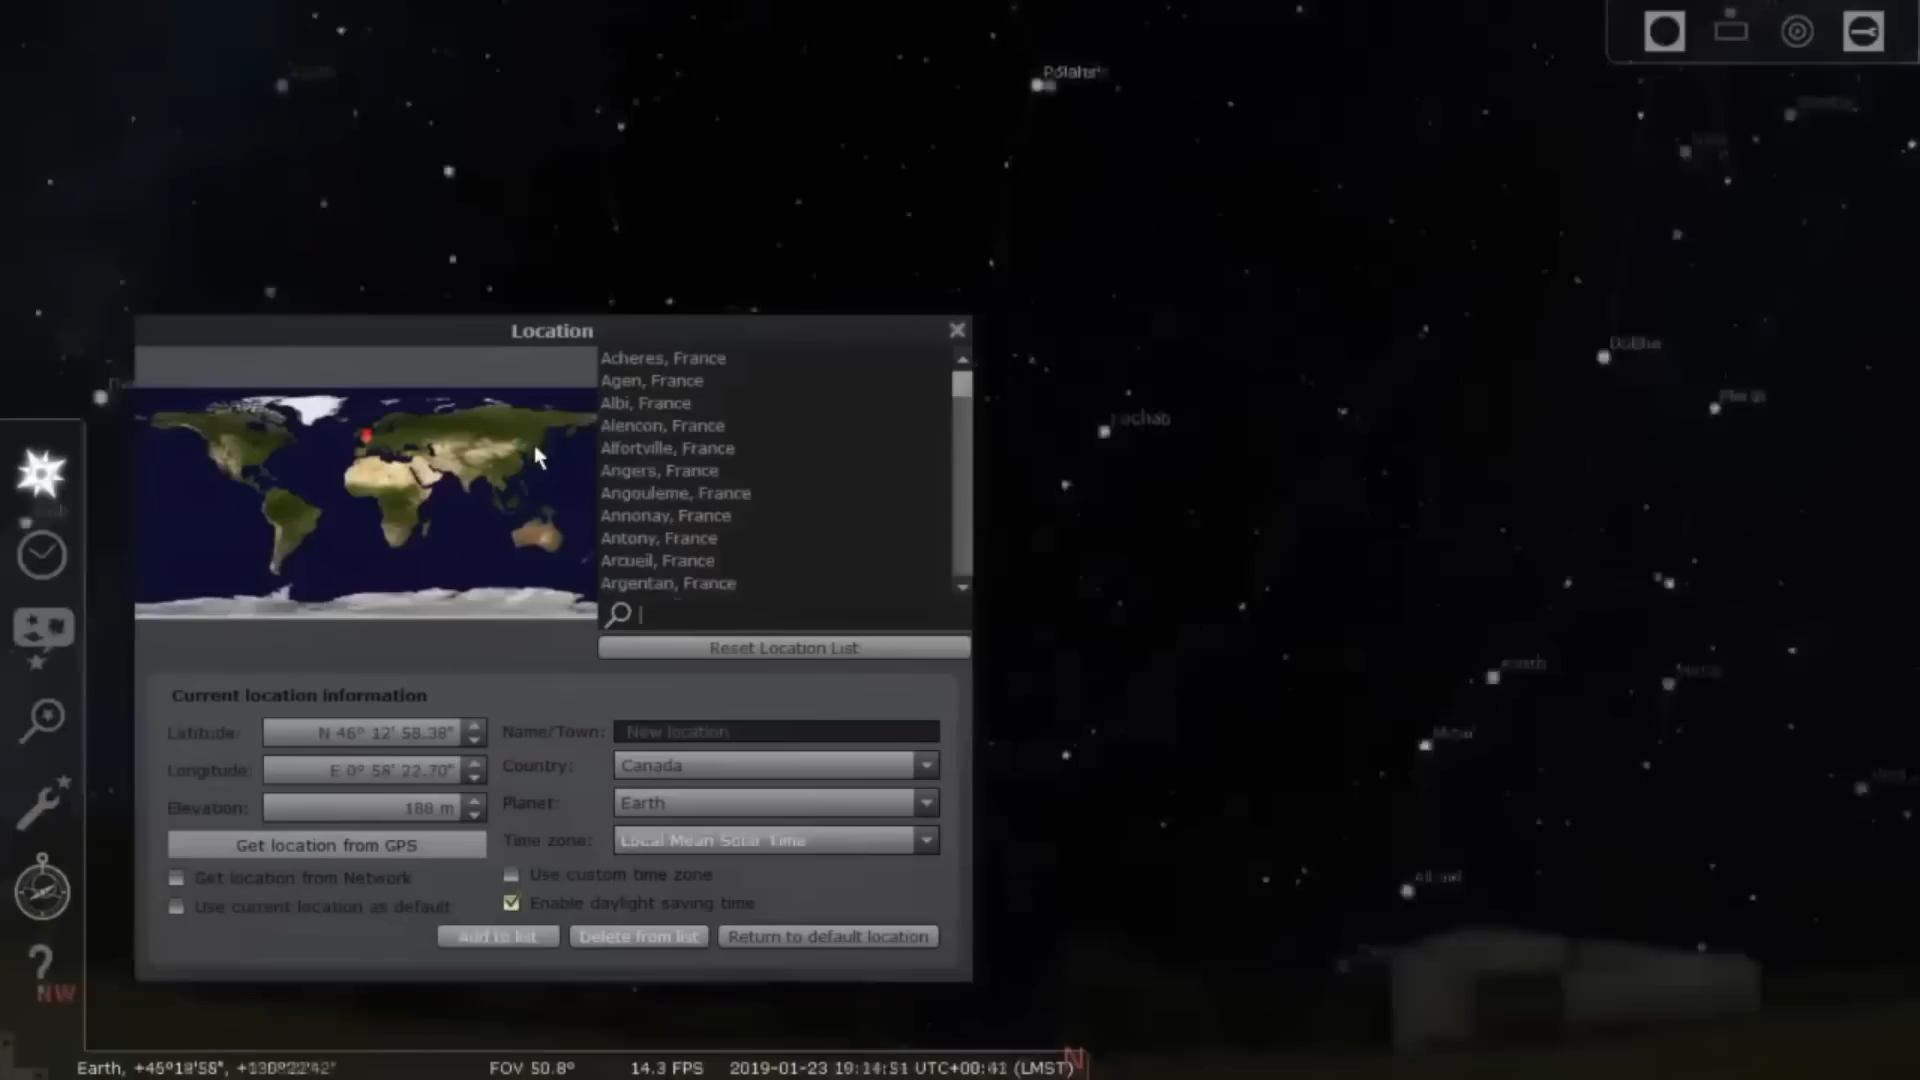 Location
Acheres, France
Agen, France
Albi, France
Alencon, France
Alfortville, France
Angers, France
Angouleme, France
Annonay, France
Antony, France
Arcueil, France
Argentan, France
Reset Location List
Current location information
Latitude: N 46° 12' 58.38"
Longitude: E 0° 58' 22.70"
Elevation: 188 m
Get location from GPS
Get location from Network
Use current location as default
Name/Town: New location
Country: Canada
Planet: Earth
Time zone: Local Mean Solar Time
Use custom time zone
Enable daylight saving time
Add to list
Delete from list
Return to default location
NW
N
Earth,
FOV 50.8°
14.3 FPS
2019-01-23 19:14:51 (LMST)